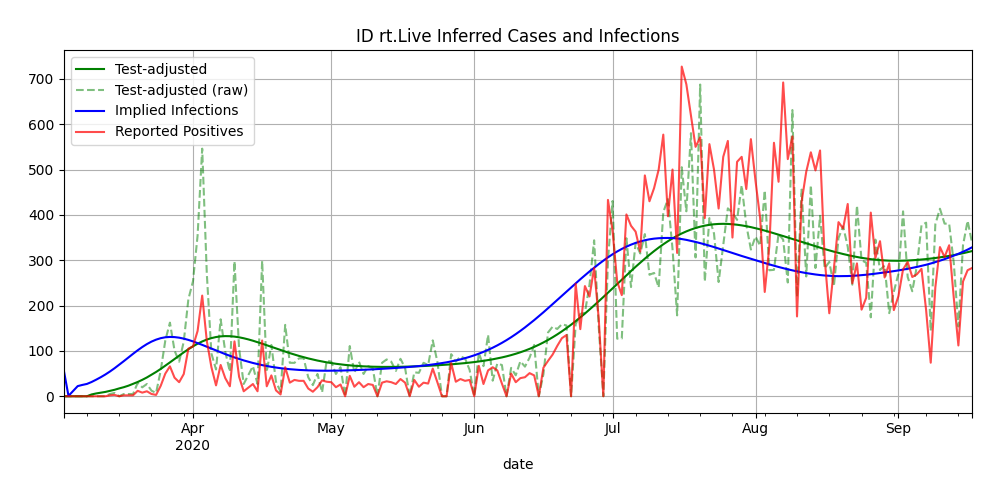 ID rt.Live Inferred Cases and Infections
Test-adjusted
Test-adjusted (raw)
Implied Infections
Reported Positives
700
600
500
400
300
200
100
0
Apr
2020
May
Jun
Jul
Aug
Sep
date